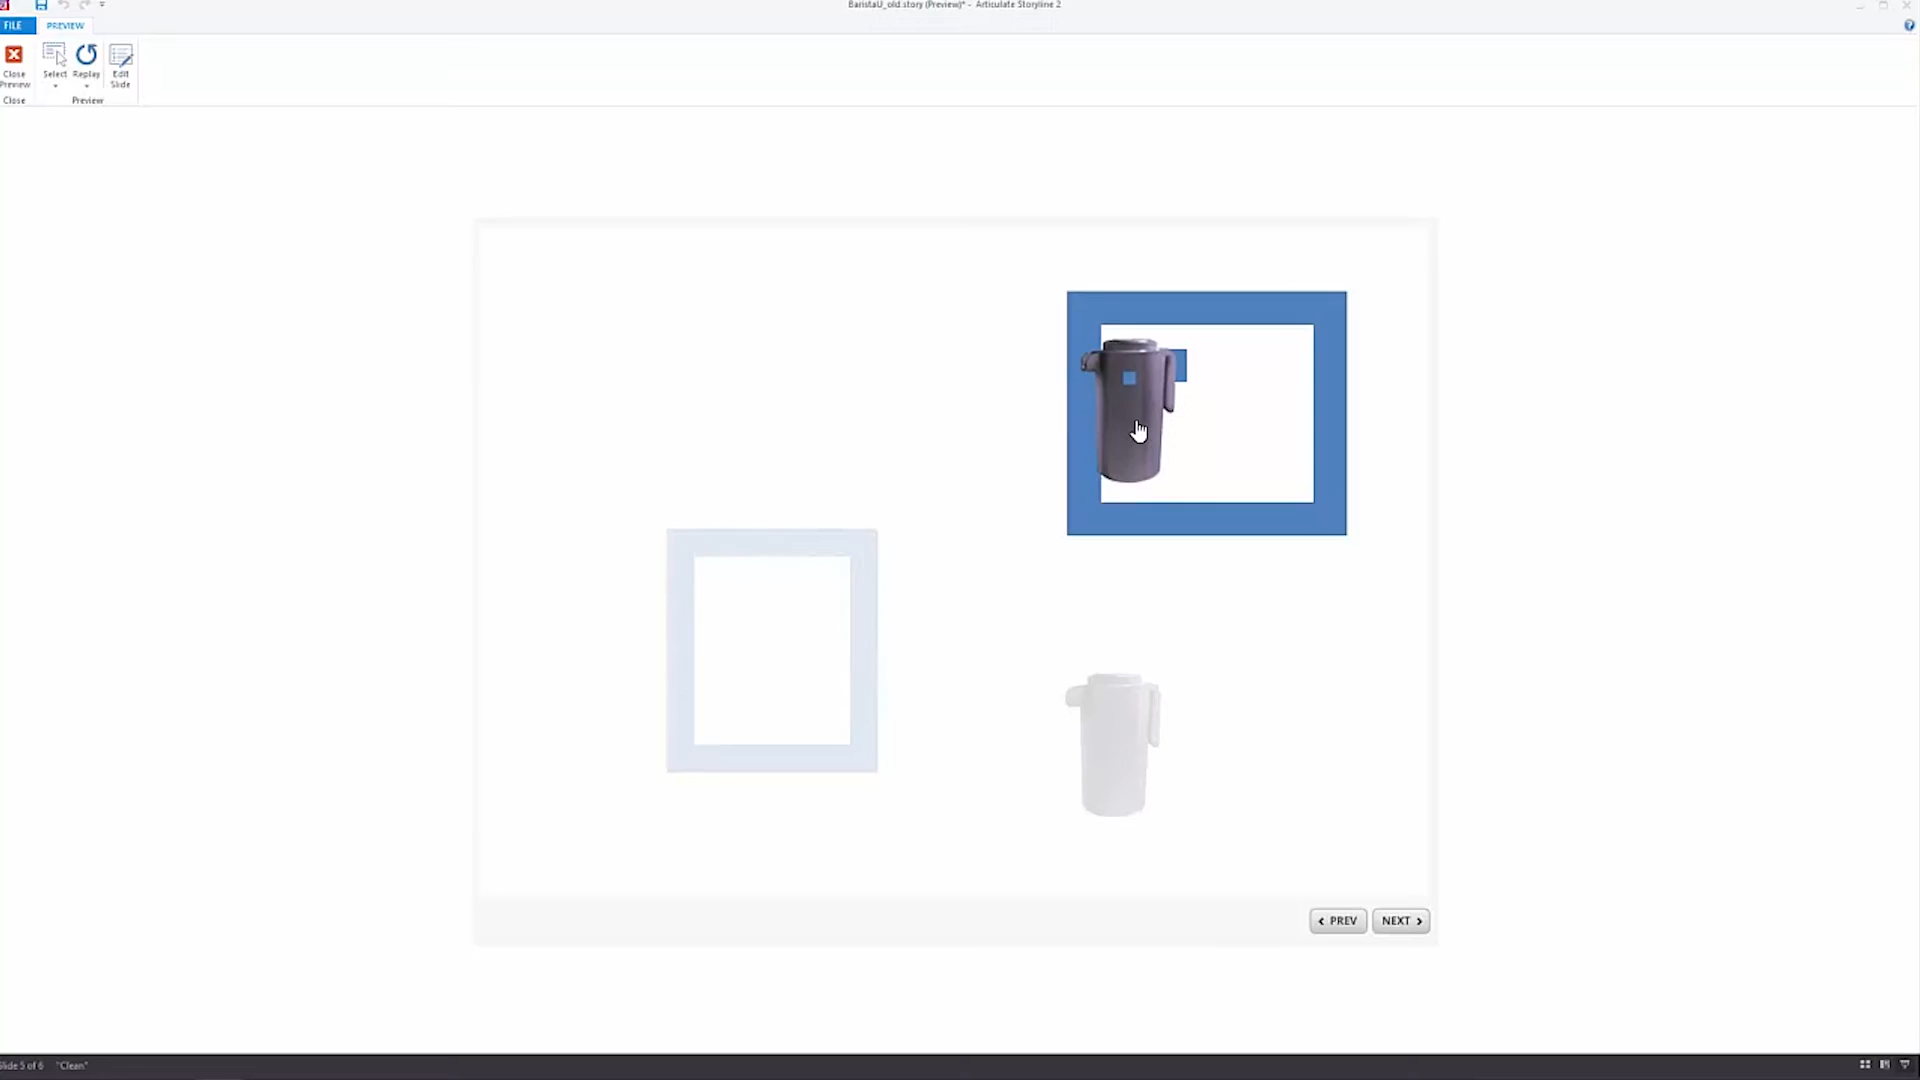 BaristaU_old.story (Preview)* - Articulate Storyline 2
FILE PREVIEW
Close Preview
Select
Replay
Edit Slide
Close
Preview
PREV
NEXT
Slide 5 of 6 "Clean"